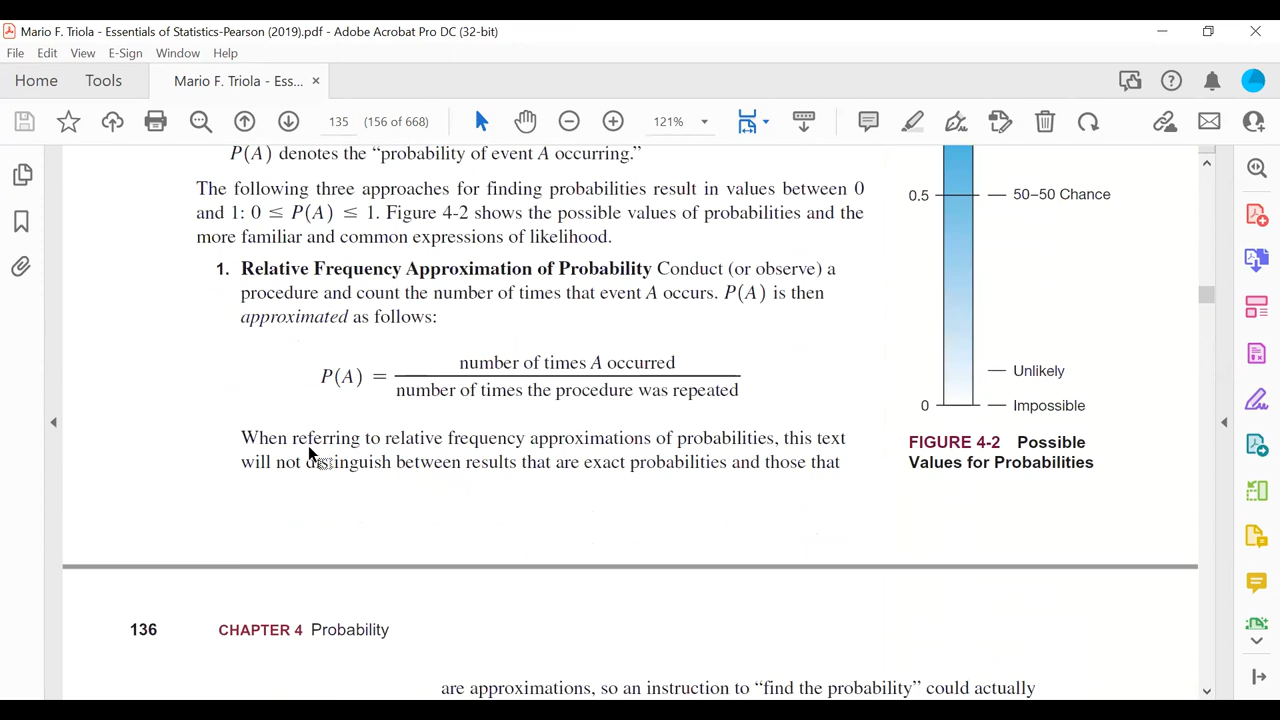 Mario F. Triola - Essentials of Statistics-Pearson (2019).pdf - Adobe Acrobat Pro DC (32-bit)
File Edit View E-Sign Window Help
Home Tools Mario F. Triola - Ess... ×
135 (156 of 668) 121%
P(A) denotes the “probability of event A occurring.”
The following three approaches for finding probabilities result in values between 0
and 1: 0 ≤ P(A) ≤ 1. Figure 4-2 shows the possible values of probabilities and the
more familiar and common expressions of likelihood.
1. Relative Frequency Approximation of Probability Conduct (or observe) a
procedure and count the number of times that event A occurs. P(A) is then
approximated as follows:
P(A) = number of times A occurred
number of times the procedure was repeated
When referring to relative frequency approximations of probabilities, this text
will not distinguish between results that are exact probabilities and those that
0.5 50–50 Chance
Unlikely
0 Impossible
FIGURE 4-2 Possible
Values for Probabilities
136 CHAPTER 4 Probability
are approximations, so an instruction to “find the probability” could actually